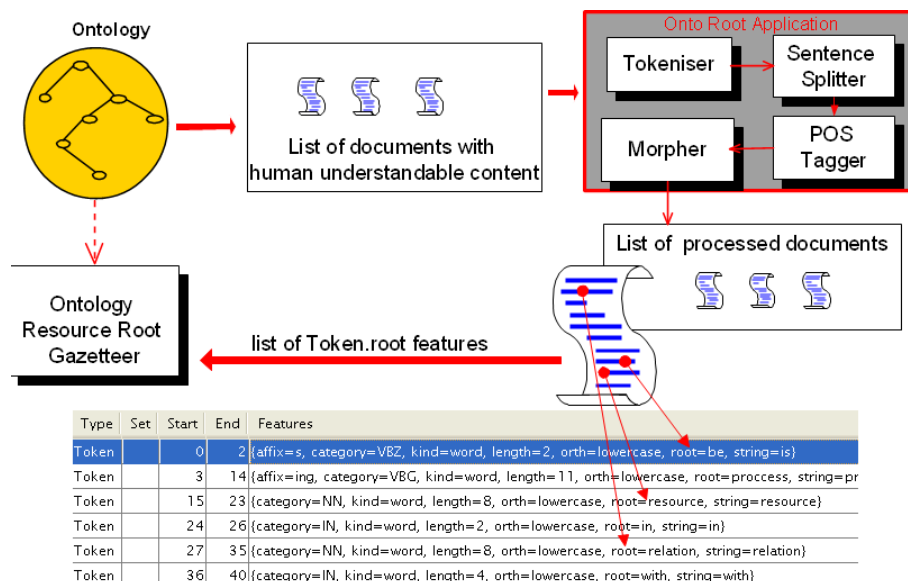 Ontology
List of documents with
human understandable content
Onto Root Application
Tokeniser
Sentence
Splitter
POS
Tagger
Morpher
List of processed documents
Ontology
Resource Root
Gazetteer
list of Token.root features
Type Set Start End Features
Token 0 2 {affix=s, category=VBZ, kind=word, length=2, orth=lowercase, root=be, string=is}
Token 3 14 {affix=ing, category=VBG, kind=word, length=11, orth=lowercase, root=proccess, string=pr
Token 15 23 {category=NN, kind=word, length=8, orth=lowercase, root=resource, string=resource}
Token 24 26 {category=IN, kind=word, length=2, orth=lowercase, root=in, string=in}
Token 27 35 {category=NN, kind=word, length=8, orth=lowercase, root=relation, string=relation}
Token 36 40 {category=IN, kind=word, length=4, orth=lowercase, root=with, string=with}